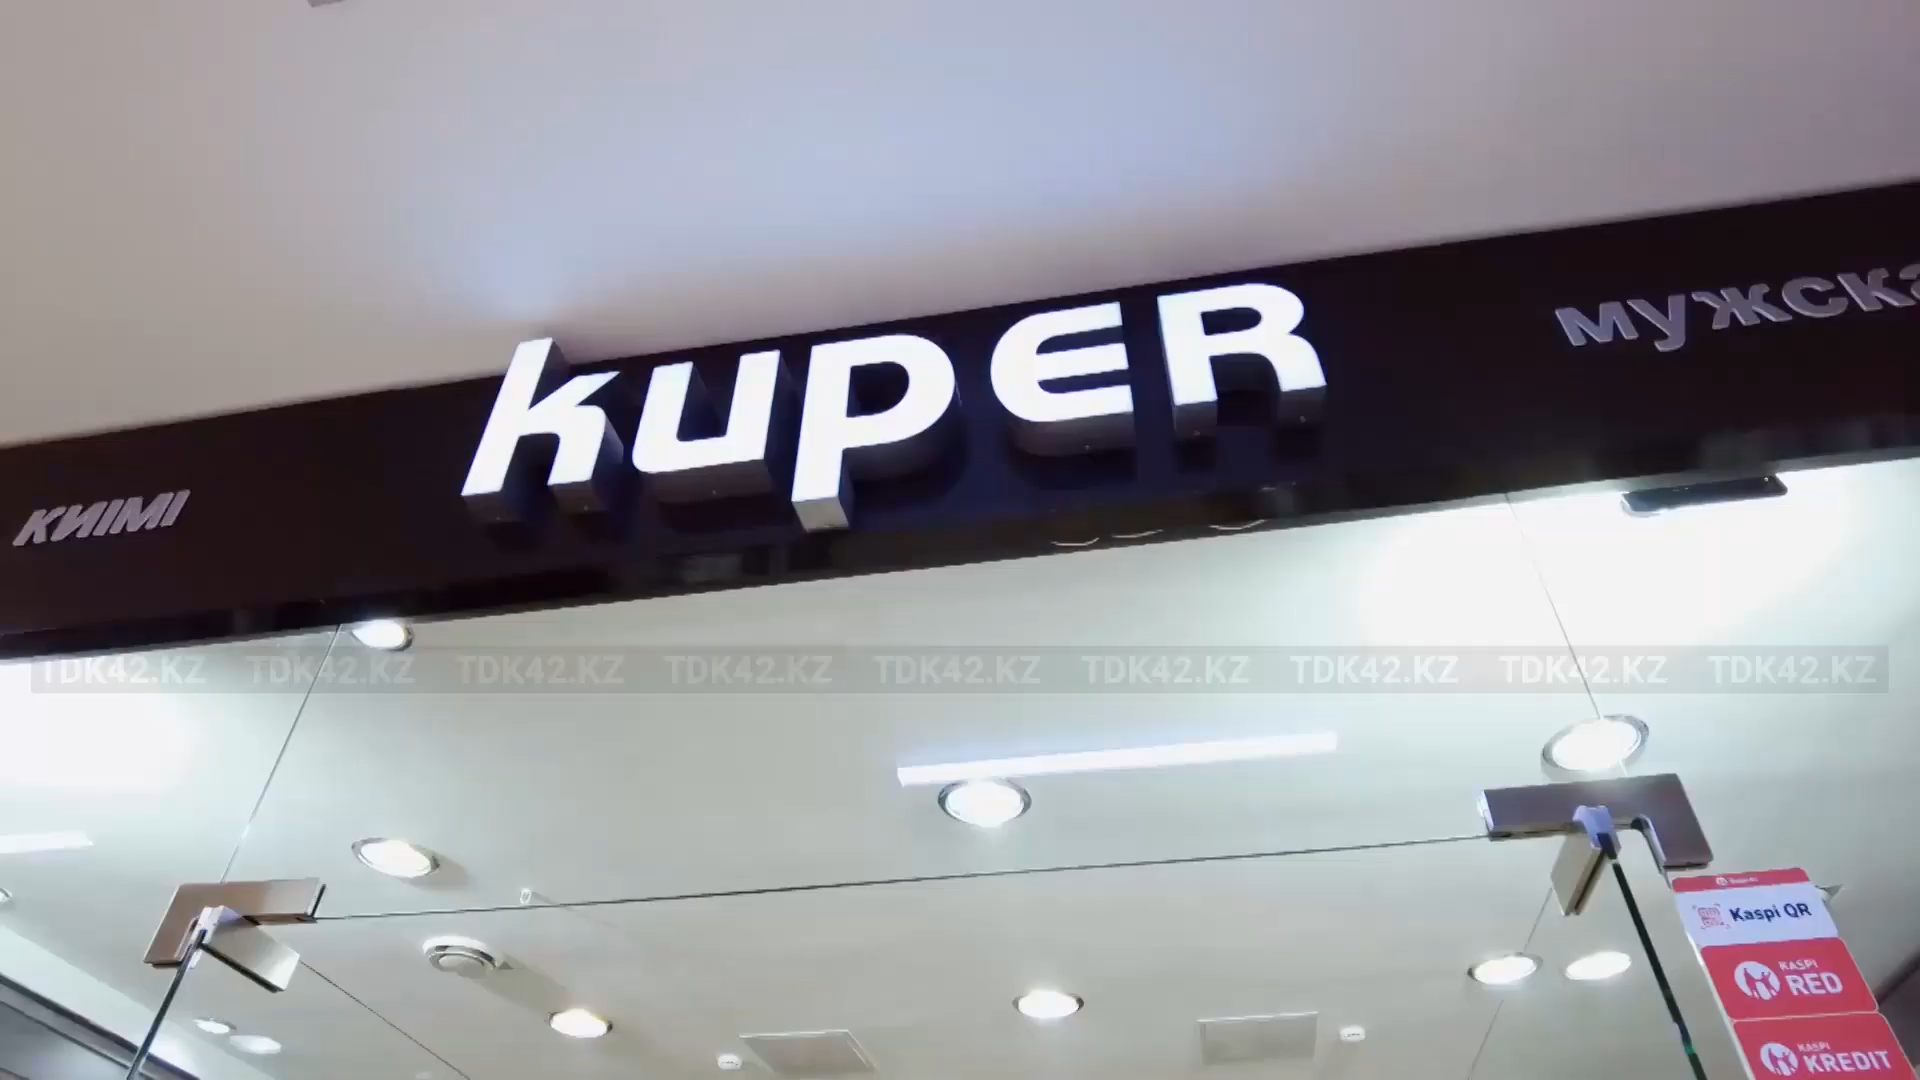 киімі
kupER
мужска
TDK42.KZ TDK42.KZ TDK42.KZ TDK42.KZ TDK42.KZ TDK42.KZ TDK42.KZ TDK42.KZ TDK42.KZ
Kaspi QR
KASPI
RED
KASPI
KREDIT